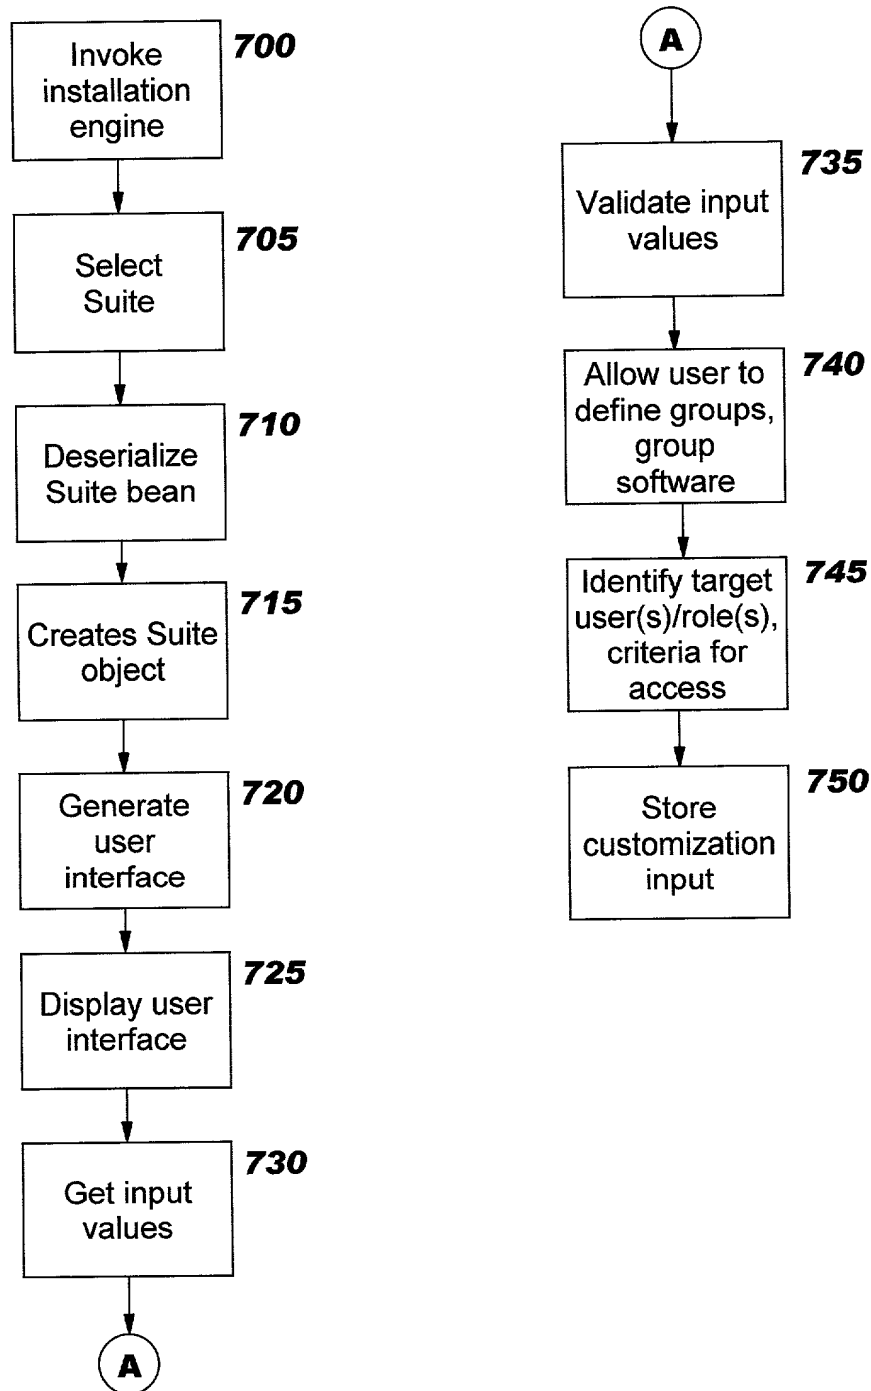 700
Invoke
installation
engine
705
Select
Suite
710
Deserialize
Suite bean
715
Creates Suite
object
720
Generate
user
interface
725
Display user
interface
730
Get input
values
A
A
735
Validate input
values
740
Allow user to
define groups,
group
software
745
Identify target
user(s)/role(s),
criteria for
access
750
Store
customization
input